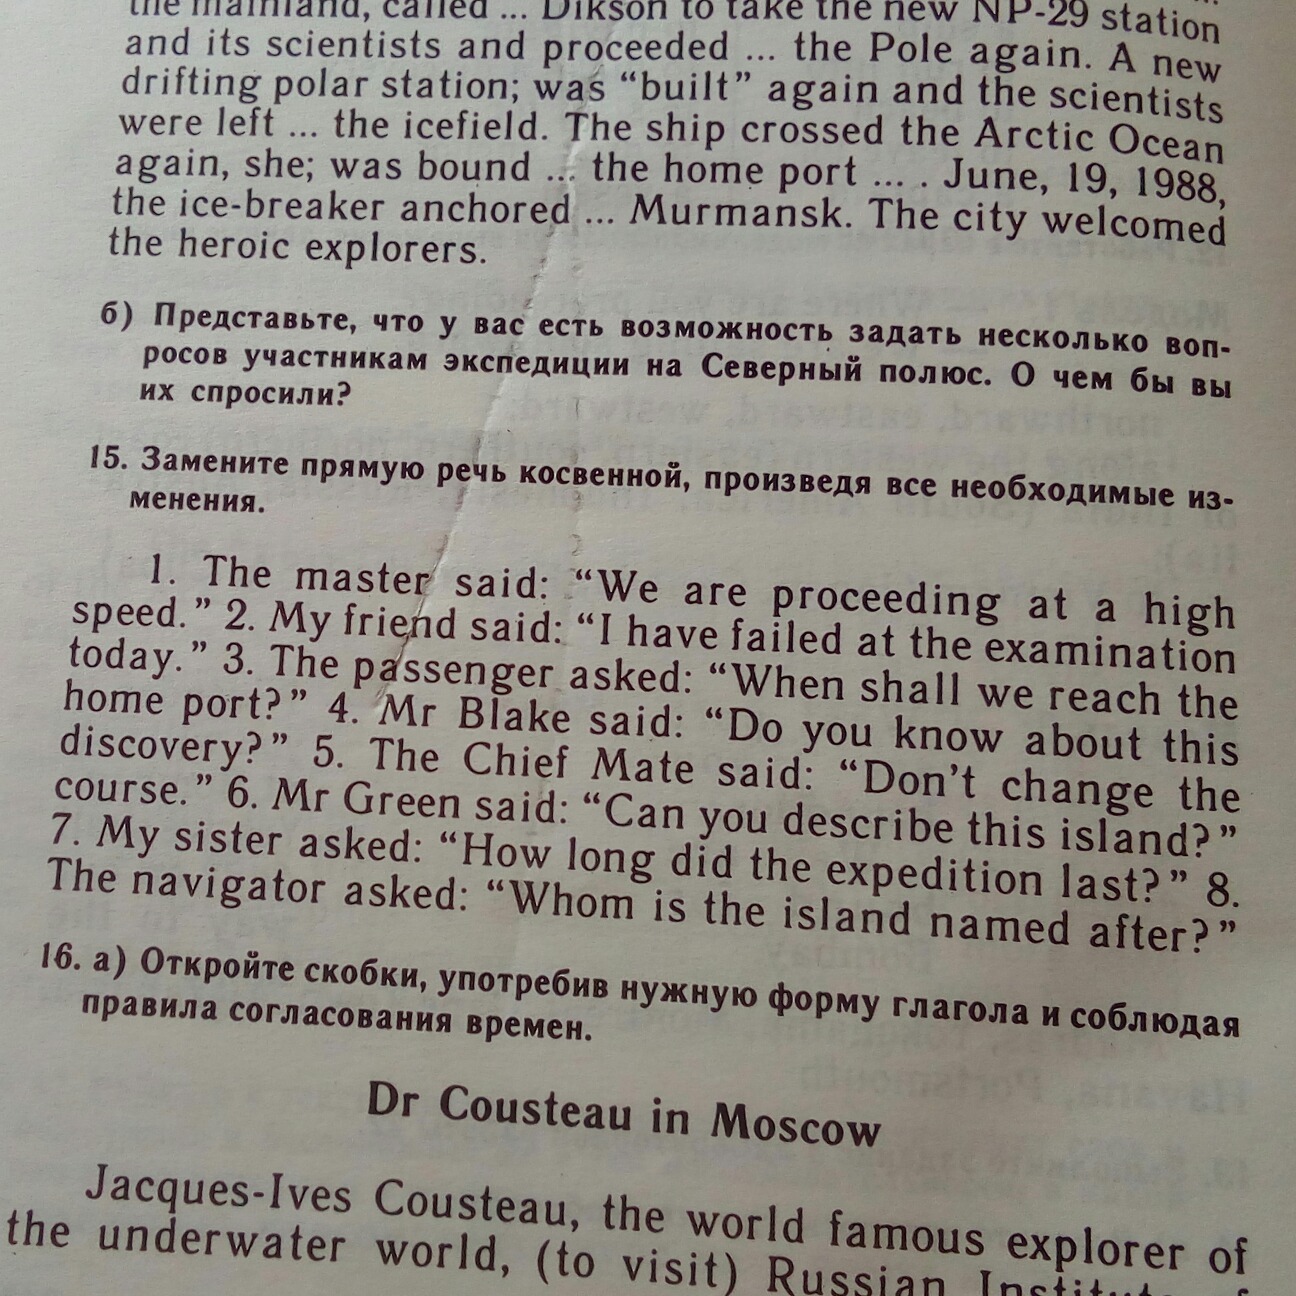 the mainland, called ... Dikson to take the new NP-29 station
and its scientists and proceeded ... the Pole again. A new
drifting polar station; was “built” again and the scientists
were left ... the icefield. The ship crossed the Arctic Ocean
again, she; was bound ... the home port ... . June, 19, 1988,
the ice-breaker anchored ... Murmansk. The city welcomed
the heroic explorers.
б) Представьте, что у вас есть возможность задать несколько воп-
росов участникам экспедиции на Северный полюс. О чем бы вы
их спросили?
15. Замените прямую речь косвенной, произведя все необходимые из-
менения.
1. The master said: “We are proceeding at a high
speed.” 2. My friend said: “I have failed at the examination
today.” 3. The passenger asked: “When shall we reach the
home port?” 4. Mr Blake said: “Do you know about this
discovery?” 5. The Chief Mate said: “Don't change the
course.” 6. Mr Green said: “Can you describe this island?”
7. My sister asked: “How long did the expedition last?” 8.
The navigator asked: “Whom is the island named after?”
16. а) Откройте скобки, употребив нужную форму глагола и соблюдая
правила согласования времен.
Dr Cousteau in Moscow
Jacques-Ives Cousteau, the world famous explorer of
the underwater world, (to visit) Russian